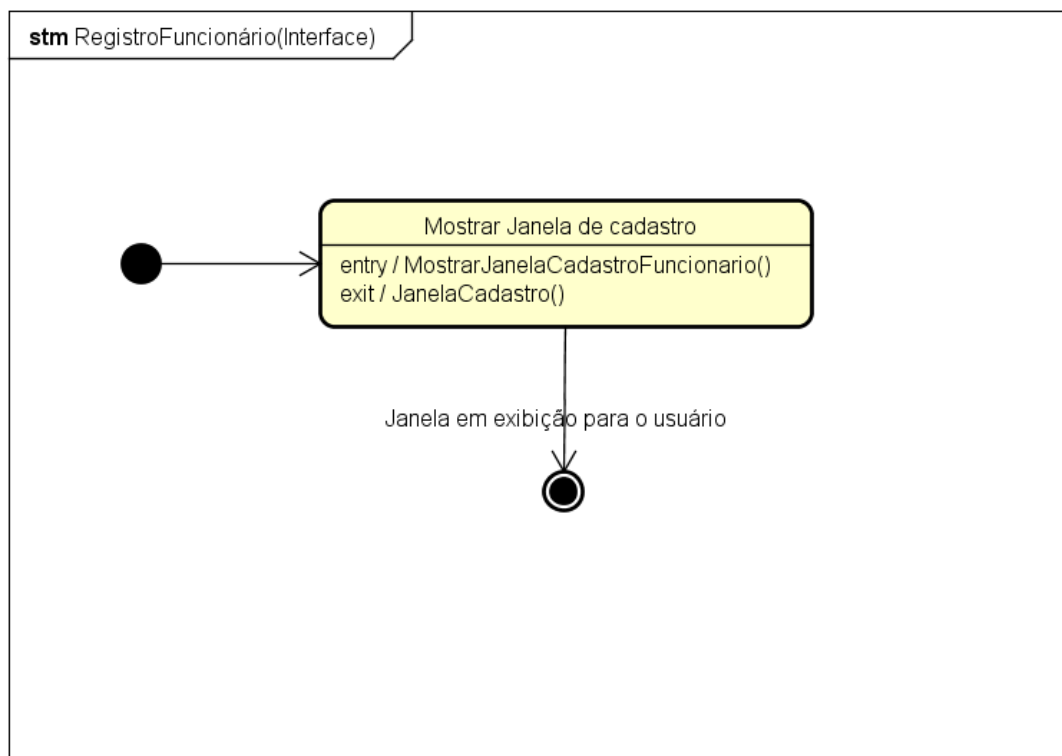 stm RegistroFuncionário(Interface)
Mostrar Janela de cadastro
entry / MostrarJanelaCadastroFuncionario()
exit / JanelaCadastro()
Janela em exibição para o usuário